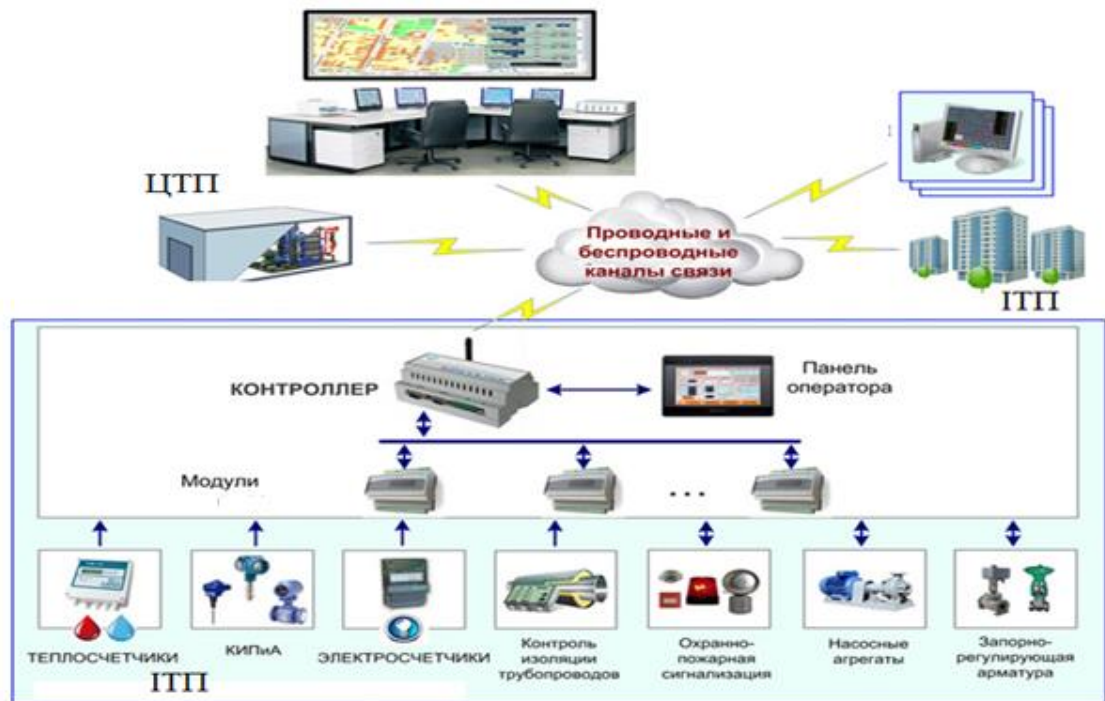 ЦТП
Проводные и
беспроводные
каналы связи
ІТП
КОНТРОЛЛЕР
Панель
оператора
Модули
...
ТЕПЛОСЧЕТЧИКИ
КИПиА
ЭЛЕКТРОСЧЕТЧИКИ
Контроль
изоляции
трубопроводов
Охранно-
пожарная
сигнализация
Насосные
агрегаты
Запорно-
регулирующая
арматура
ІТП